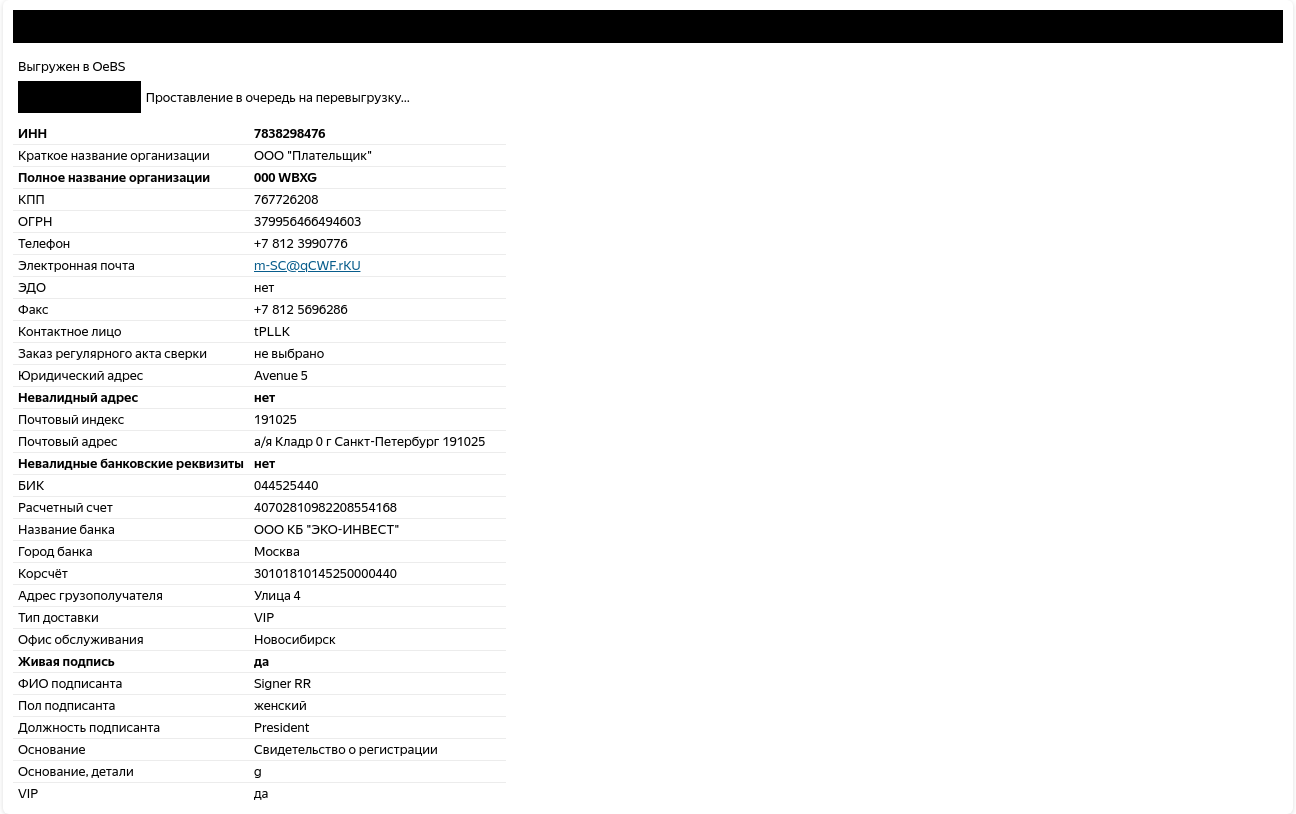 Выгружен в OeBS
Проставление в очередь на перевыгрузку...
ИНН 7838298476
Краткое название организации ООО "Плательщик"
Полное название организации 000 WBXG
КПП 767726208
ОГРН 379956466494603
Телефон +7 812 3990776
Электронная почта m-SC@qCWF.rKU
ЭДО нет
Факс +7 812 5696286
Контактное лицо tPLLK
Заказ регулярного акта сверки не выбрано
Юридический адрес Avenue 5
Невалидный адрес нет
Почтовый индекс 191025
Почтовый адрес а/я Кладр 0 г Санкт-Петербург 191025
Невалидные банковские реквизиты нет
БИК 044525440
Расчетный счет 40702810982208554168
Название банка ООО КБ "ЭКО-ИНВЕСТ"
Город банка Москва
Корсчёт 30101810145250000440
Адрес грузополучателя Улица 4
Тип доставки VIP
Офис обслуживания Новосибирск
Живая подпись да
ФИО подписанта Signer RR
Пол подписанта женский
Должность подписанта President
Основание Свидетельство о регистрации
Основание, детали g
VIP да